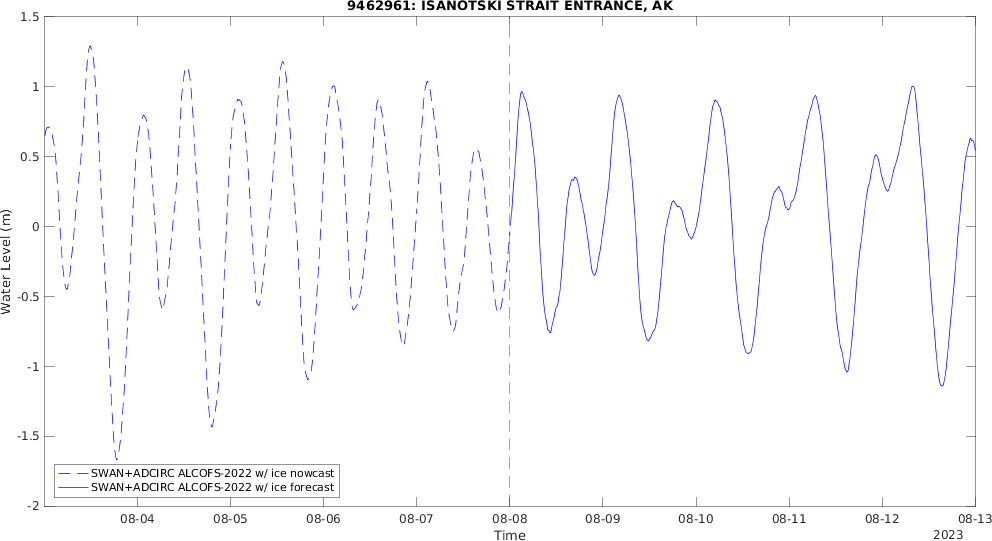 9462961: ISANOTSKI STRAIT ENTRANCE, AK
1.5
1
0.5
0
-0.5
-1
-1.5
-2
Water Level (m)
SWAN+ADCIRC ALCOFS-2022 w/ ice nowcast
SWAN+ADCIRC ALCOFS-2022 w/ ice forecast
08-04 08-05 08-06 08-07 08-08 08-09 08-10 08-11 08-12 08-13
Time
2023